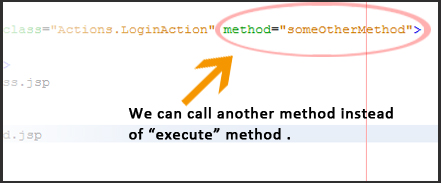 class="Actions.LoginAction" method="someOtherMethod">
>
ss.jsp
We can call another method instead
of “execute” method .
d.jsp